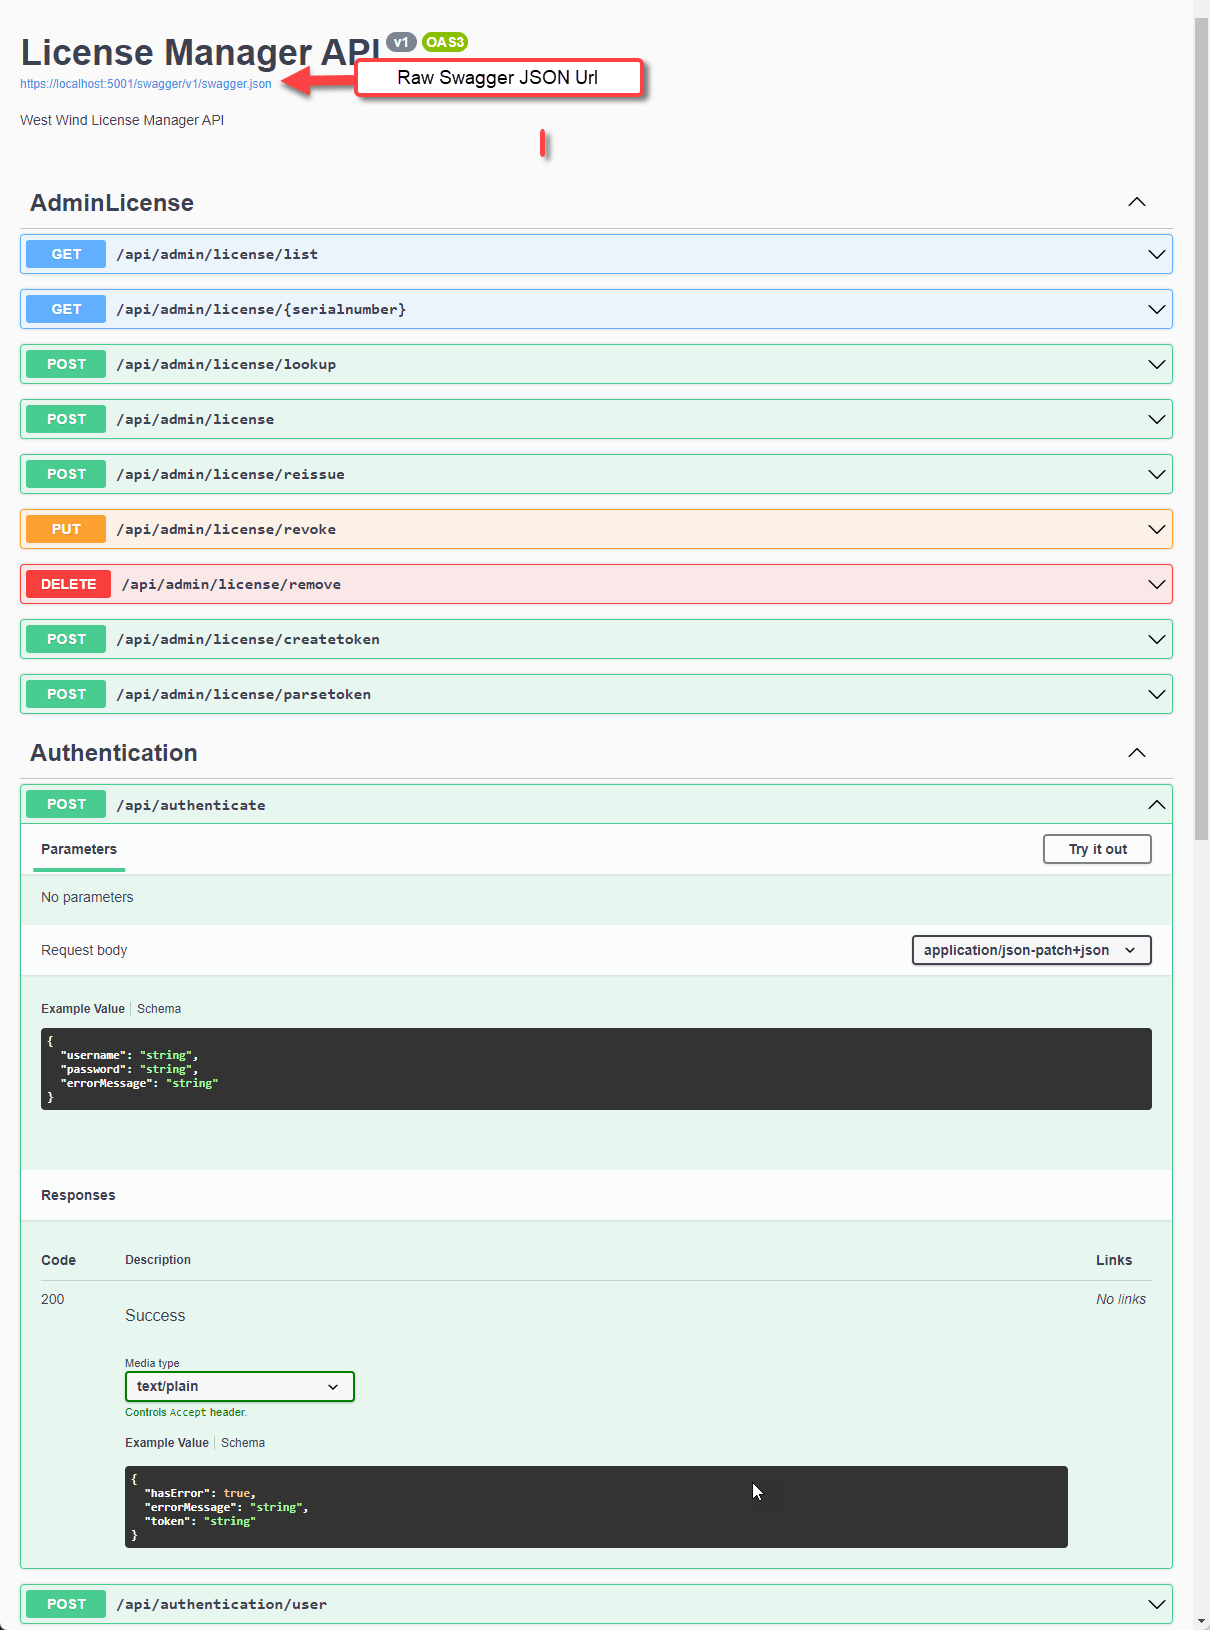 License Manager API v1 OAS3
https://localhost:5001/swagger/v1/swagger.json
Raw Swagger JSON Url
West Wind License Manager API
AdminLicense
GET /api/admin/license/list
GET /api/admin/license/{serialnumber}
POST /api/admin/license/lookup
POST /api/admin/license
POST /api/admin/license/reissue
PUT /api/admin/license/revoke
DELETE /api/admin/license/remove
POST /api/admin/license/createtoken
POST /api/admin/license/parsetoken
Authentication
POST /api/authenticate
Parameters
Try it out
No parameters
Request body
application/json-patch+json
Example Value Schema
{
"username": "string",
"password": "string",
"errorMessage": "string"
}
Responses
Code Description Links
200 Success No links
Media type
text/plain
Controls Accept header.
Example Value Schema
{
"hasError": true,
"errorMessage": "string",
"token": "string"
}
POST /api/authentication/user